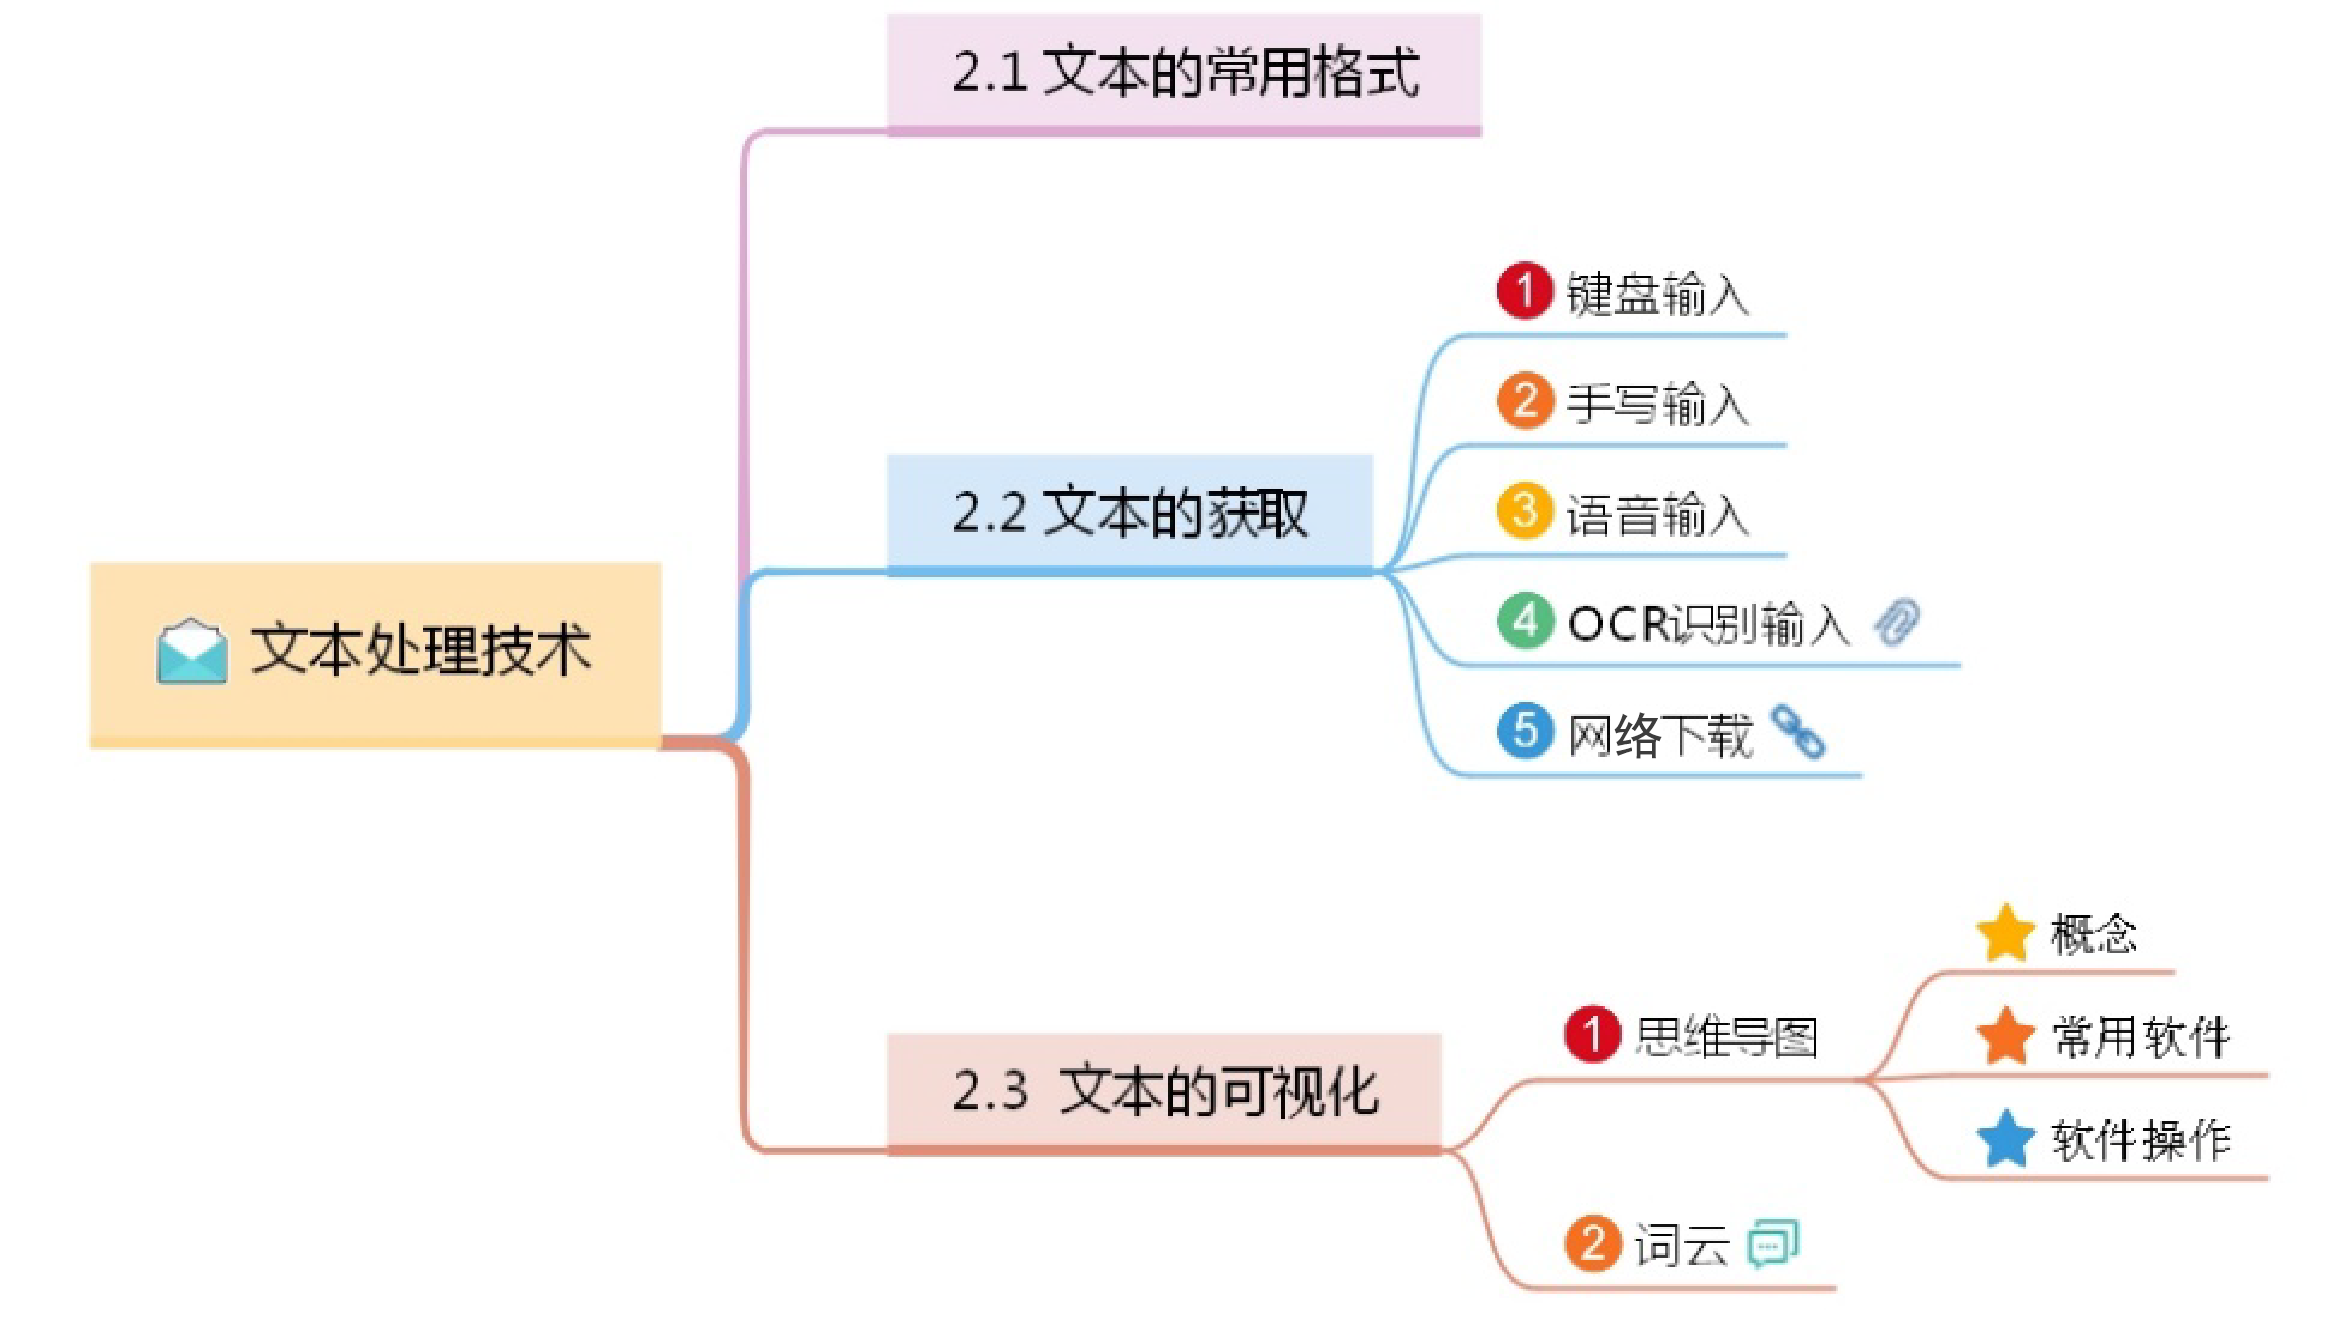 文本处理技术
2.1 文本的常用格式
2.2 文本的获取
1 键盘输入
2 手写输入
3 语音输入
4 OCR识别输入
5 网络下载
2.3 文本的可视化
1 思维导图
概念
常用软件
软件操作
2 词云